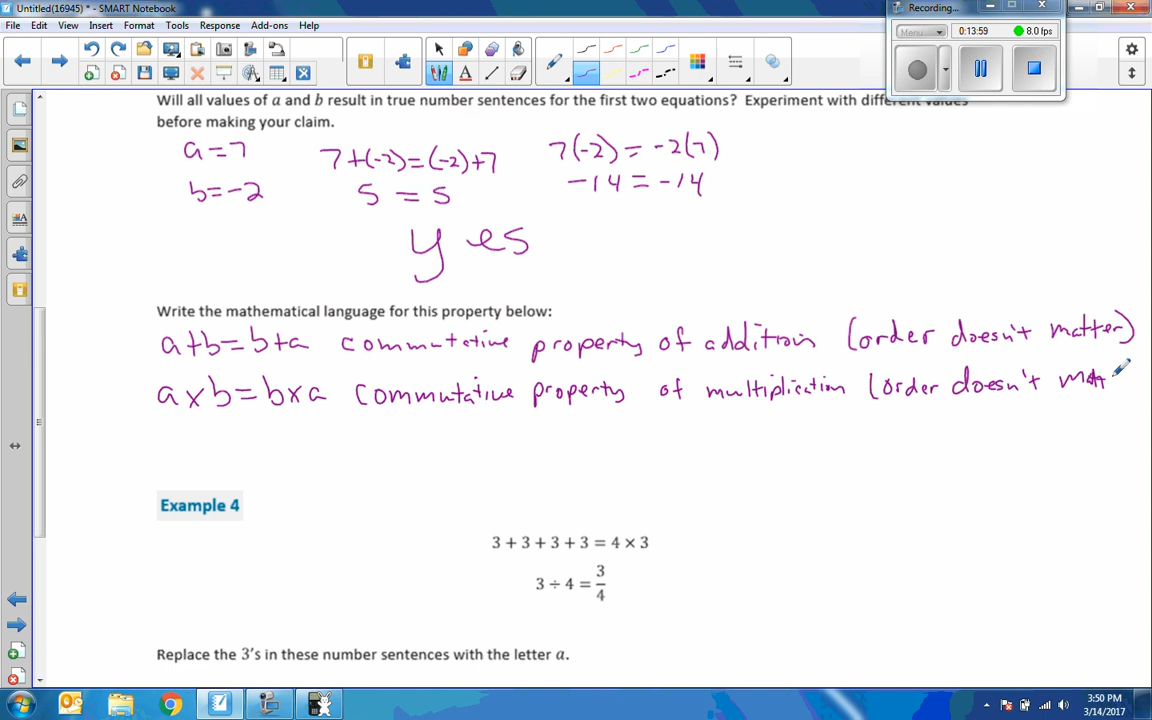 Untitled(16945) * - SMART Notebook
Recording...
File Edit View Insert Format Tools Response Add-ons Help
Menu 0:13:59 8.0 fps
Will all values of a and b result in true number sentences for the first two equations? Experiment with different values
before making your claim.
a=7 7+(-2)=(-2)+7 7(-2)=-2(7)
b=-2 5 = 5 -14 = -14
yes
Write the mathematical language for this property below:
a+b=b+a commutative property of addition (order doesn't matter)
a×b=b×a commutative property of multiplication (order doesn't matt
Example 4
3 + 3 + 3 + 3 = 4 × 3
3 ÷ 4 = 3/4
Replace the 3's in these number sentences with the letter a.
3:50 PM
3/14/2017